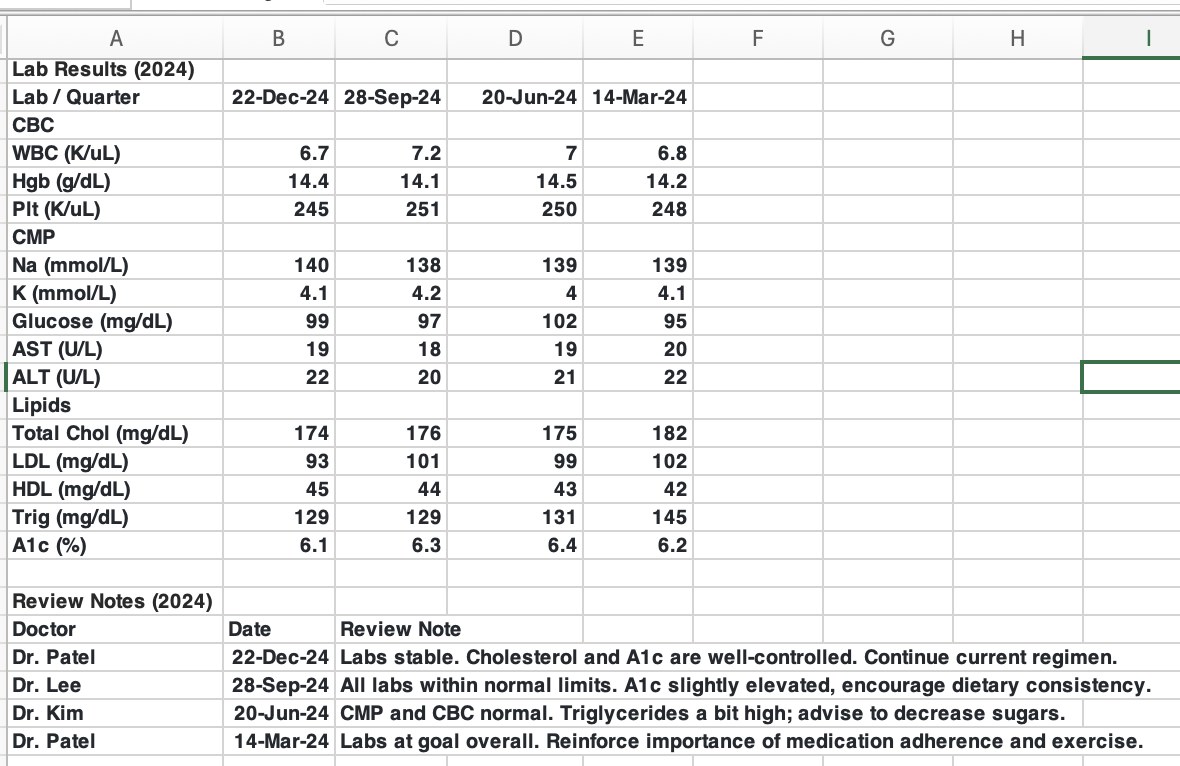 A B C D E F G H I
Lab Results (2024)
Lab / Quarter 22-Dec-24 28-Sep-24 20-Jun-24 14-Mar-24
CBC
WBC (K/uL) 6.7 7.2 7 6.8
Hgb (g/dL) 14.4 14.1 14.5 14.2
Plt (K/uL) 245 251 250 248
CMP
Na (mmol/L) 140 138 139 139
K (mmol/L) 4.1 4.2 4 4.1
Glucose (mg/dL) 99 97 102 95
AST (U/L) 19 18 19 20
ALT (U/L) 22 20 21 22
Lipids
Total Chol (mg/dL) 174 176 175 182
LDL (mg/dL) 93 101 99 102
HDL (mg/dL) 45 44 43 42
Trig (mg/dL) 129 129 131 145
A1c (%) 6.1 6.3 6.4 6.2
Review Notes (2024)
Doctor Date Review Note
Dr. Patel 22-Dec-24 Labs stable. Cholesterol and A1c are well-controlled. Continue current regimen.
Dr. Lee 28-Sep-24 All labs within normal limits. A1c slightly elevated, encourage dietary consistency.
Dr. Kim 20-Jun-24 CMP and CBC normal. Triglycerides a bit high; advise to decrease sugars.
Dr. Patel 14-Mar-24 Labs at goal overall. Reinforce importance of medication adherence and exercise.